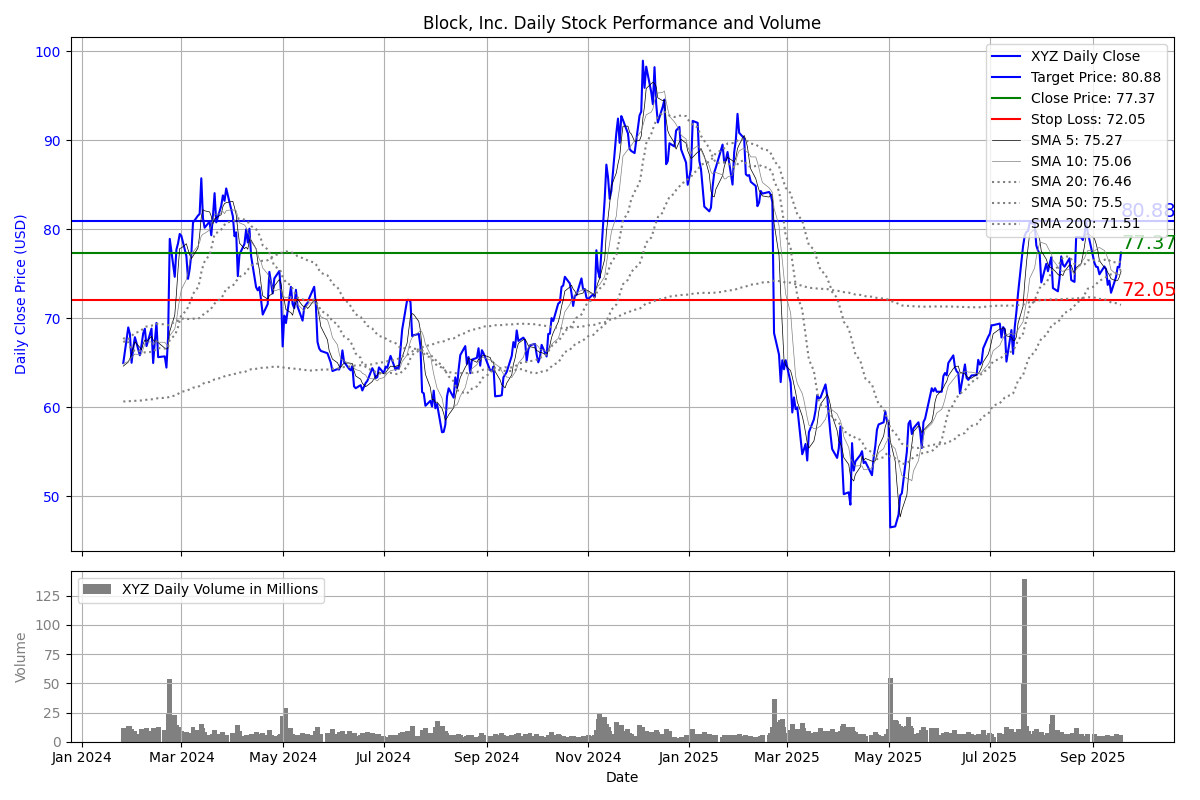 Block, Inc. Daily Stock Performance and Volume
Daily Close Price (USD)
100
90
80
70
60
50
XYZ Daily Close
Target Price: 80.88
Close Price: 77.37
Stop Loss: 72.05
SMA 5: 75.27
SMA 10: 75.06
SMA 20: 76.46
SMA 50: 75.5
SMA 200: 71.51
80.88
77.37
72.05
XYZ Daily Volume in Millions
Volume
125
100
75
50
25
0
Jan 2024 Mar 2024 May 2024 Jul 2024 Sep 2024 Nov 2024 Jan 2025 Mar 2025 May 2025 Jul 2025 Sep 2025
Date